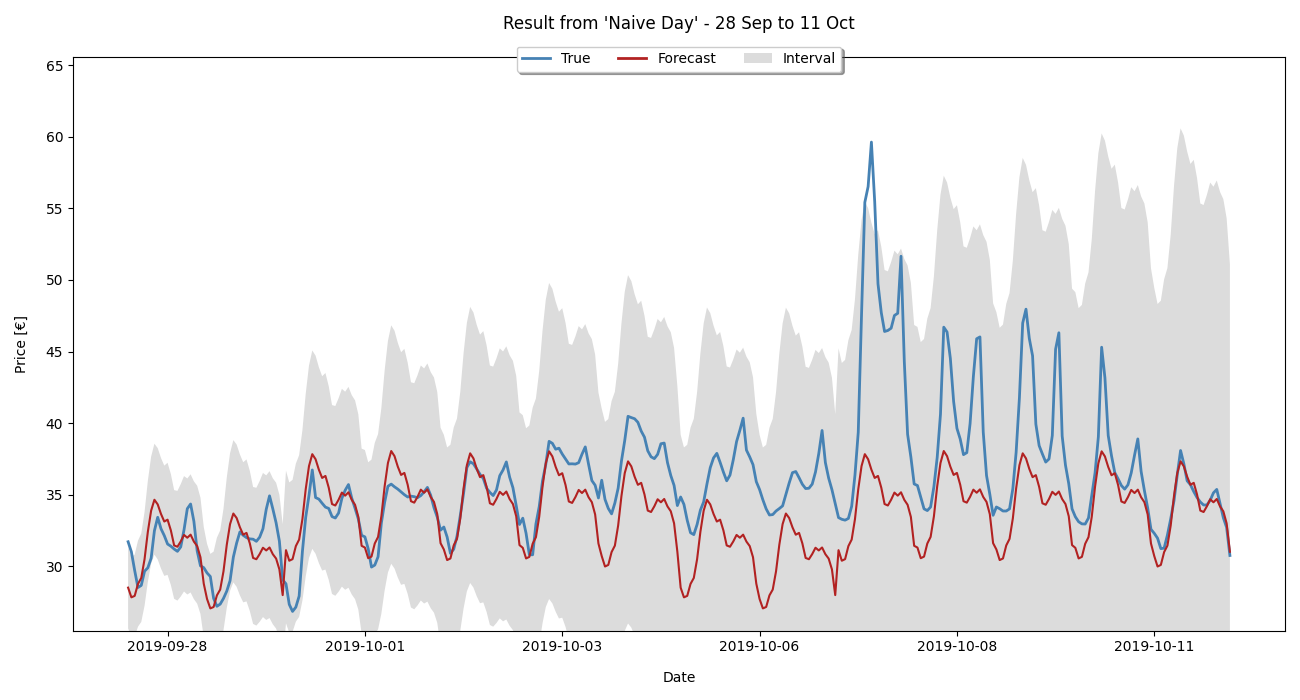 Result from 'Naive Day' - 28 Sep to 11 Oct
True Forecast Interval
65
60
55
50
45
40
35
30
Price [€]
2019-09-28 2019-10-01 2019-10-03 2019-10-06 2019-10-08 2019-10-11
Date